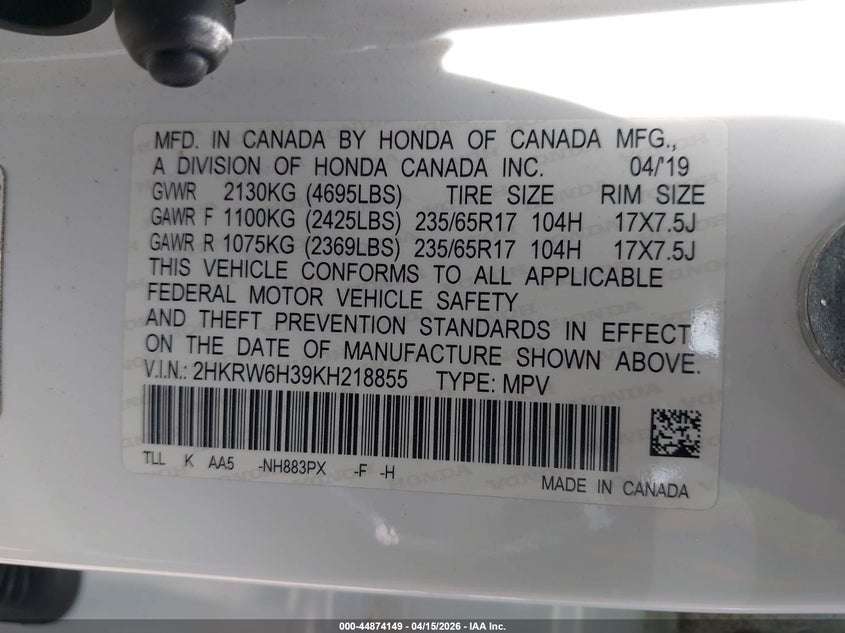 MFD. IN CANADA BY HONDA OF CANADA MFG.,
A DIVISION OF HONDA CANADA INC. 04/'19
GVWR 2130KG (4695LBS) TIRE SIZE RIM SIZE
GAWR F 1100KG (2425LBS) 235/65R17 104H 17X7.5J
GAWR R 1075KG (2369LBS) 235/65R17 104H 17X7.5J
THIS VEHICLE CONFORMS TO ALL APPLICABLE
FEDERAL MOTOR VEHICLE SAFETY
AND THEFT PREVENTION STANDARDS IN EFFECT
ON THE DATE OF MANUFACTURE SHOWN ABOVE.
V.I.N.: 2HKRW6H39KH218855 TYPE: MPV
TLL K AA5 -NH883PX -F -H
MADE IN CANADA
000-44874149 - 04/15/2026 - IAA Inc.